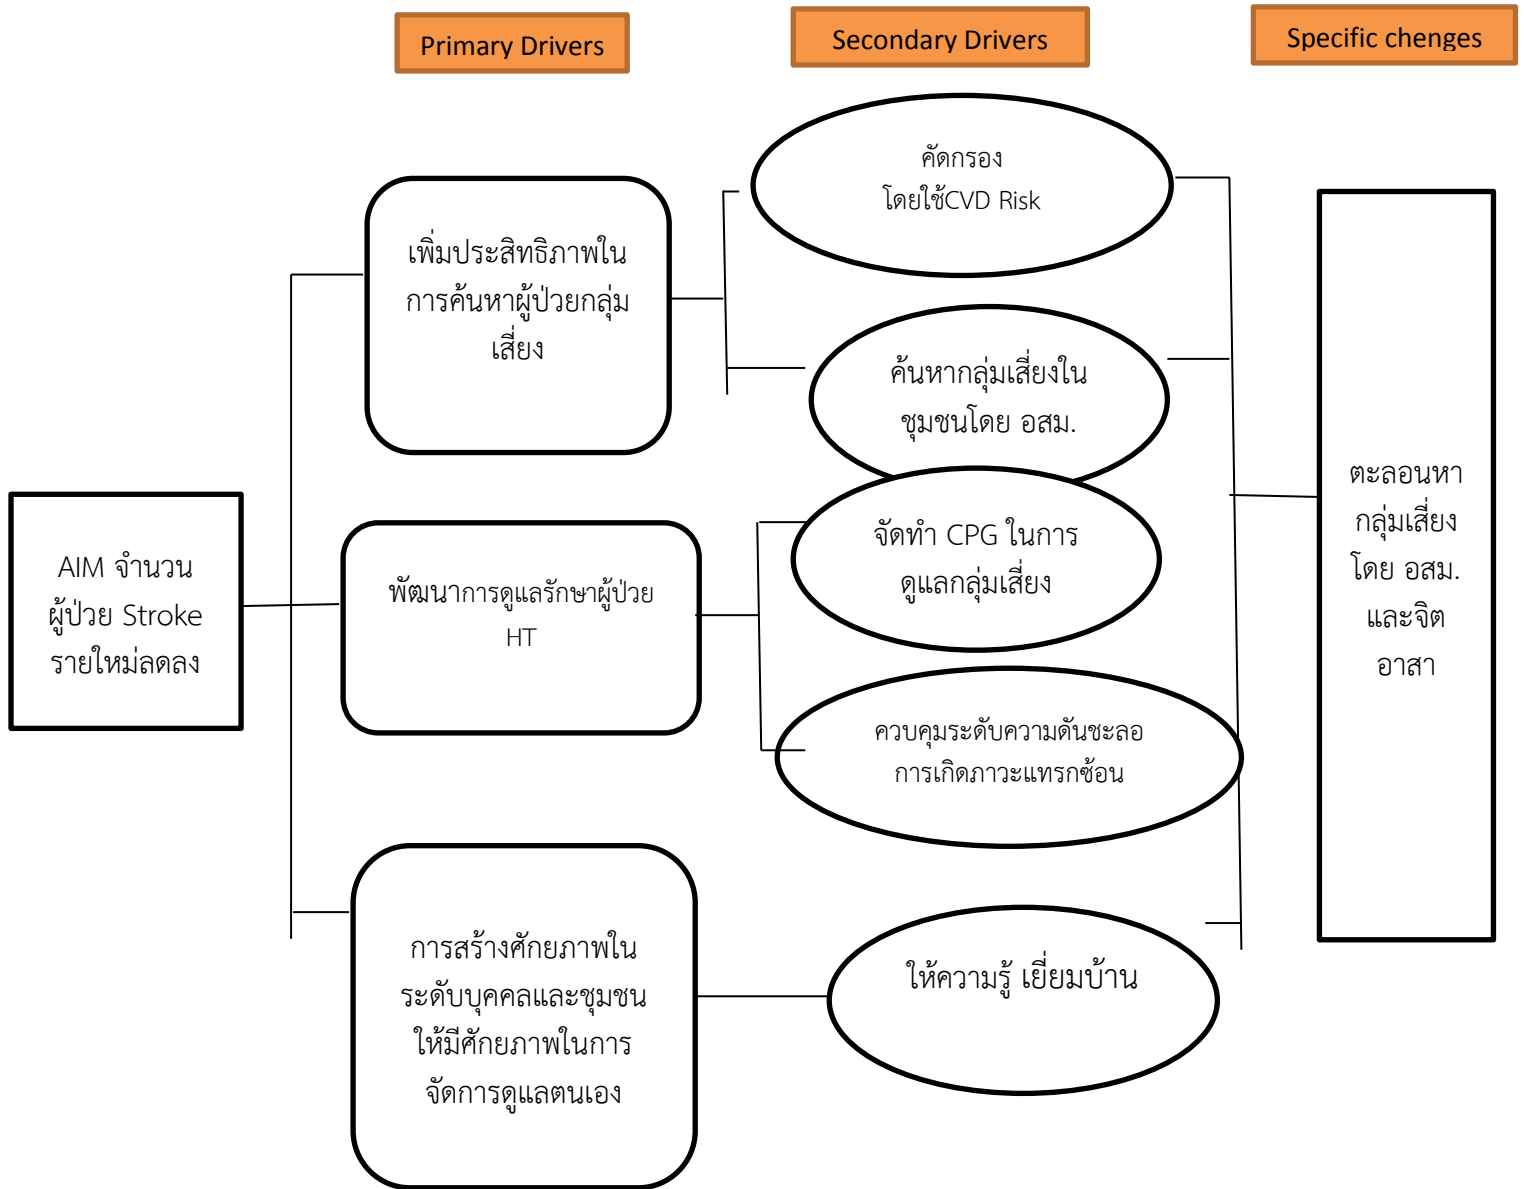 Primary Drivers
Secondary Drivers
Specific chenges
คัดกรอง
โดยใช้CVD Risk
เพิ่มประสิทธิภาพใน
การค้นหาผู้ป่วยกลุ่ม
เสี่ยง
ค้นหากลุ่มเสี่ยงใน
ชุมชนโดย อสม.
AIM จำนวน
ผู้ป่วย Stroke
รายใหม่ลดลง
พัฒนาการดูแลรักษาผู้ป่วย
HT
จัดทำ CPG ในการ
ดูแลกลุ่มเสี่ยง
ควบคุมระดับความดันชะลอ
การเกิดภาวะแทรกซ้อน
การสร้างศักยภาพใน
ระดับบุคคลและชุมชน
ให้มีศักยภาพในการ
จัดการดูแลตนเอง
ให้ความรู้ เยี่ยมบ้าน
ตะลอนหา
กลุ่มเสี่ยง
โดย อสม.
และจิต
อาสา